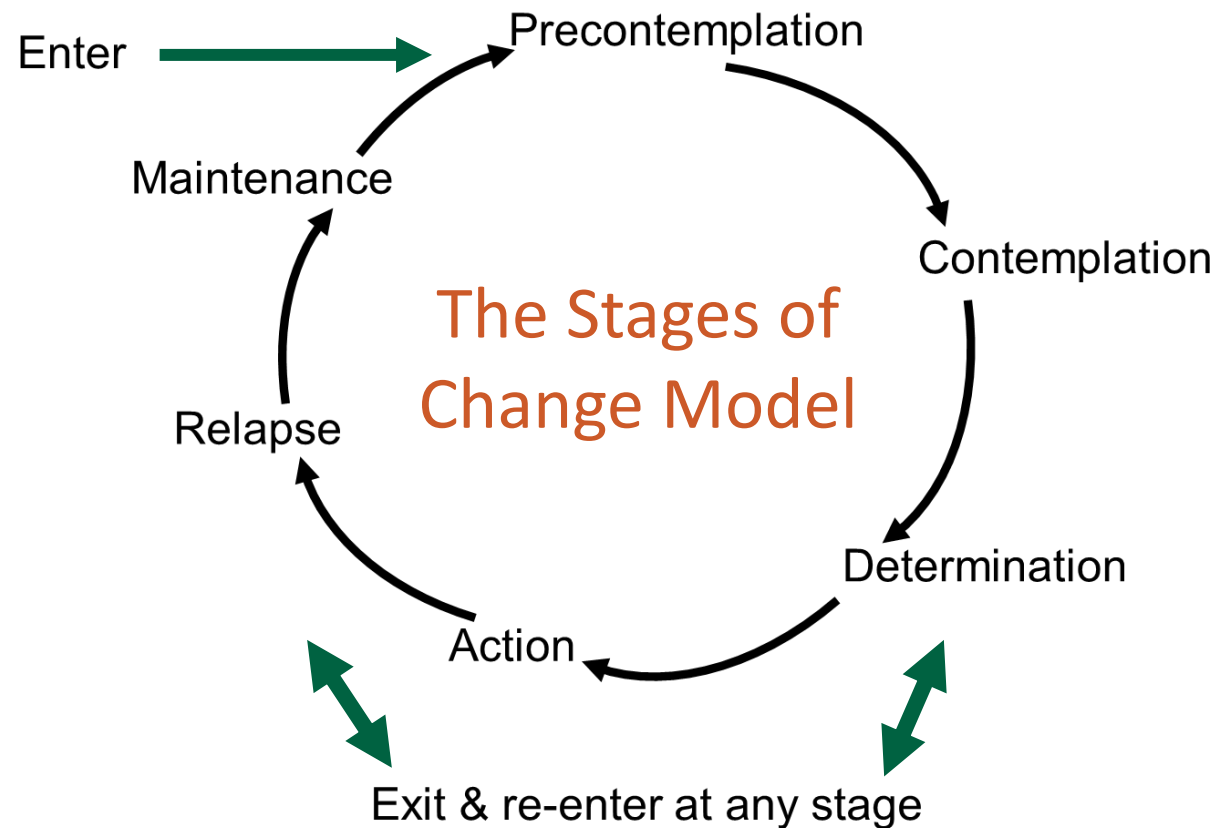 Enter
Precontemplation
Maintenance
Contemplation
The Stages of
Change Model
Relapse
Determination
Action
Exit & re-enter at any stage